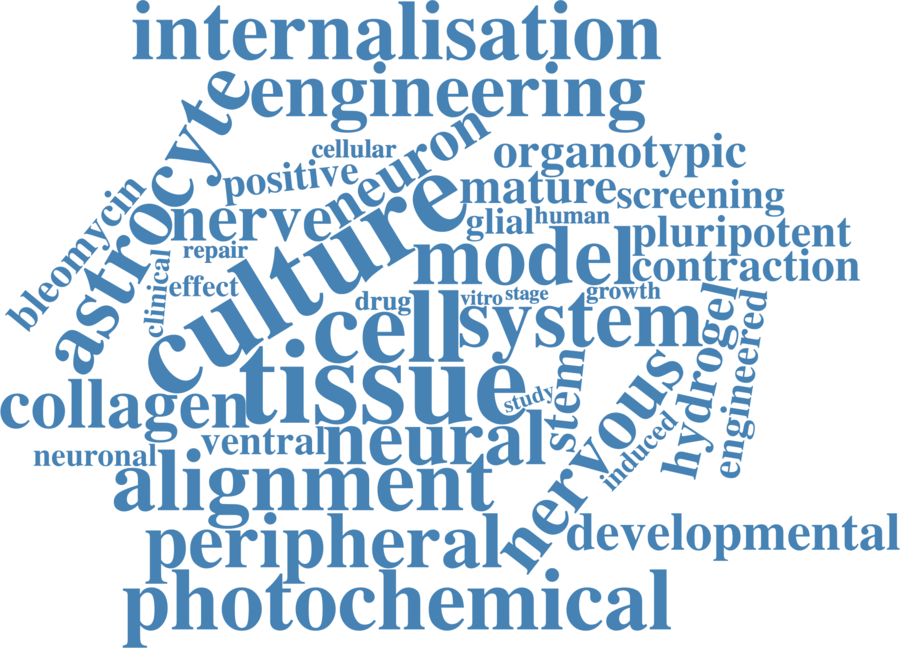 internalisation
engineering
astrocyte
neuron
cellular
organotypic
positive
culture
mature
screening
bleomycin
nerve
glial
human
pluripotent
repair
model
contraction
clinical
effect
drug
cell
vitro
stage
growth
system
hydrogel
engineered
tissue
collagen
study
stem
nervous
induced
ventral
neural
neuronal
alignment
peripheral
developmental
photochemical